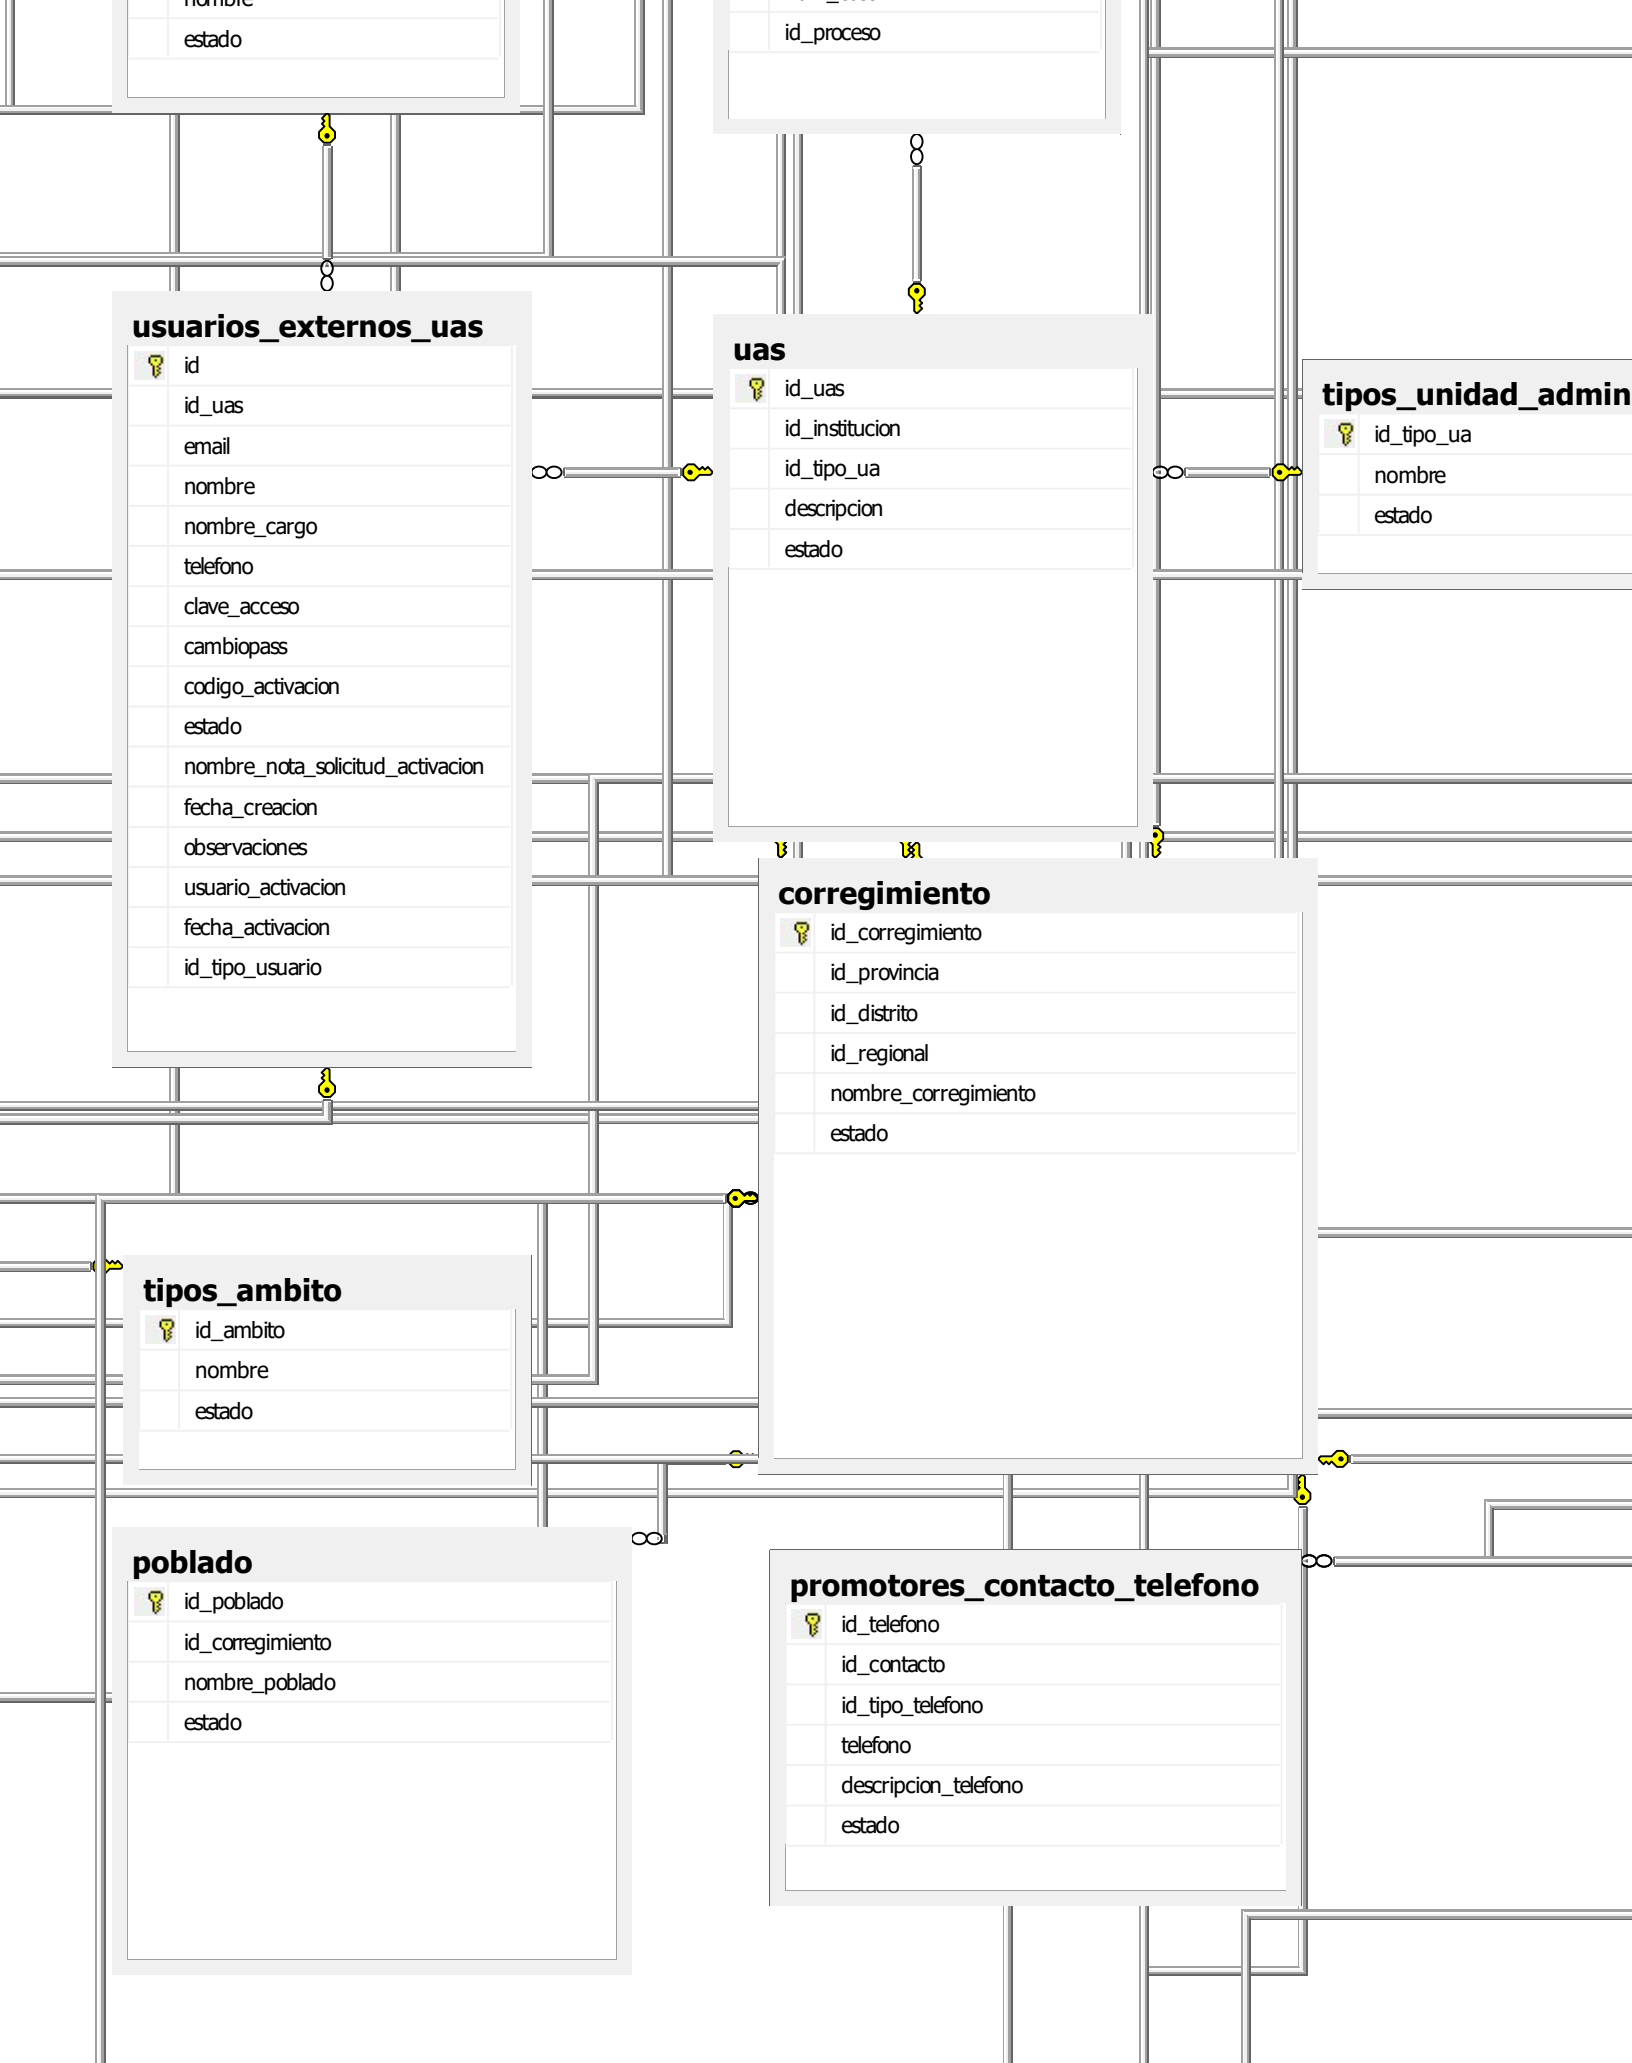 estado
id_proceso
usuarios_externos_uas
id
id_uas
email
nombre
nombre_cargo
telefono
clave_acceso
cambiopass
codigo_activacion
estado
nombre_nota_solicitud_activacion
fecha_creacion
observaciones
usuario_activacion
fecha_activacion
id_tipo_usuario
uas
id_uas
id_institucion
id_tipo_ua
descripcion
estado
tipos_unidad_admin
id_tipo_ua
nombre
estado
corregimiento
id_corregimiento
id_provincia
id_distrito
id_regional
nombre_corregimiento
estado
tipos_ambito
id_ambito
nombre
estado
poblado
id_poblado
id_corregimiento
nombre_poblado
estado
promotores_contacto_telefono
id_telefono
id_contacto
id_tipo_telefono
telefono
descripcion_telefono
estado